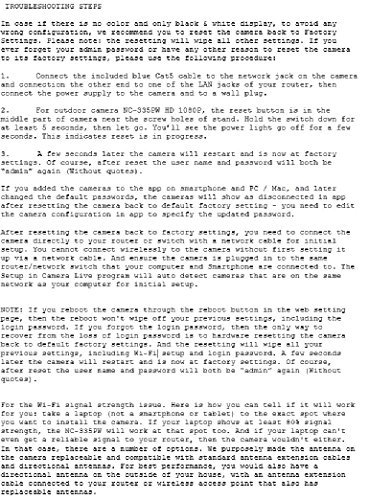 TROUBLESHOOTING STEPS
In case if there is no color and only black & white display, to avoid any
wrong configuration, we recommend you to reset the camera back to Factory
Settings. Please note: the resetting will wipe all other settings. If you
ever forget your admin password or have any other reason to reset the camera
to its factory settings, please use the following procedure:
1. Connect the included blue Cat5 cable to the network jack on the camera
and connection the other end to one of the LAN jacks of your router, then
connect the power supply to the camera and to a wall plug.
2. For outdoor camera NC-335PW HD 1080P, the reset button is in the
middle part of camera near the screw holes of stand. Hold the switch down for
at least 5 seconds, then let go. You'll see the power light go off for a few
seconds. This indicates reset is in progress.
3. A few seconds later the camera will restart and is now at factory
settings. Of course, after reset the user name and password will both be
"admin" again (Without quotes).
If you added the cameras to the app on smartphone and PC / Mac, and later
changed the default passwords, the cameras will show as disconnected in app
after resetting the camera back to default factory setting - you need to edit
the camera configuration in app to specify the updated password.
After resetting the camera back to factory settings, you need to connect the
camera directly to your router or switch with a network cable for initial
setup. You cannot connect wirelessly to the camera without first setting it
up via a network cable. And ensure the camera is plugged in to the same
router/network switch that your computer and Smartphone are connected to. The
Setup in Camera Live program will auto detect cameras that are on the same
network as your computer for initial setup.
NOTE: If you reboot the camera through the reboot button in the web setting
page, then the reboot won't wipe off your previous settings, including the
login password. If you forgot the login password, then the only way to
recover from the loss of login password is to hardware resetting the camera
back to default factory settings. And the resetting will wipe all your
previous settings, including Wi-Fi setup and login password. A few seconds
later the camera will restart and is now at factory settings. Of course,
after reset the user name and password will both be "admin" again (Without
quotes).
For the Wi-Fi signal strength issue. Here is how you can tell if it will work
for you: take a laptop (not a smartphone or tablet) to the exact spot where
you want to install the camera. If your laptop shows at least 80% signal
strength, the NC-335PW will work at that spot too. And if your laptop can't
even get a reliable signal to your router, then the camera wouldn't either.
In that case, there are a number of options. We purposely made the antenna on
the camera replaceable and compatible with standard antenna extension cables
and directional antennas. For best performance, you would also have a
directional antenna on the outside of your house, with an antenna extension
cable connected to your router or wireless access point that also has
replaceable antennas.